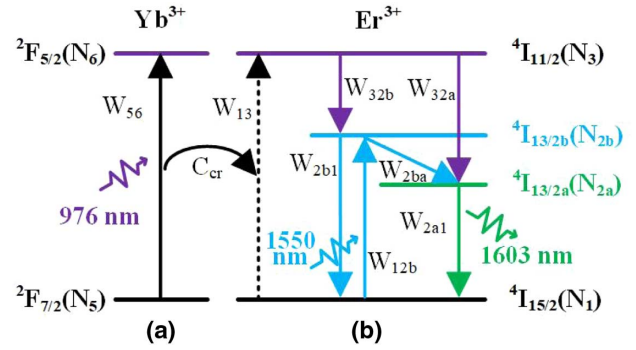 Yb³⁺ Er³⁺
²F₅/₂(N₆) ⁴I₁₁/₂(N₃)
W₅₆ W₁₃ W₃₂b W₃₂a
⁴I₁₃/₂b(N₂b)
Ccr W₂b₁ W₂ba ⁴I₁₃/₂a(N₂a)
976 nm W₂a₁
1550
nm W₁₂b 1603 nm
²F₇/₂(N₅) ⁴I₁₅/₂(N₁)
(a) (b)